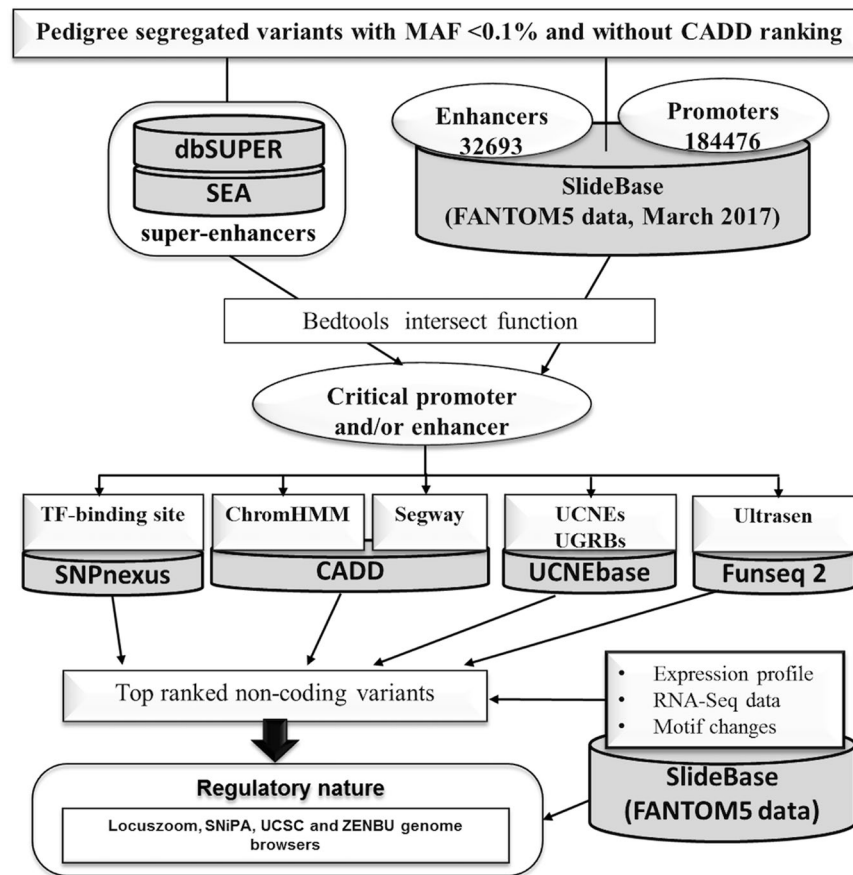 Pedigree segregated variants with MAF <0.1% and without CADD ranking
dbSUPER
SEA
super-enhancers
Enhancers
32693
Promoters
184476
SlideBase
(FANTOM5 data, March 2017)
Bedtools intersect function
Critical promoter
and/or enhancer
TF-binding site
SNPnexus
ChromHMM
Segway
CADD
UCNEs
UGRBs
UCNEbase
Ultrasen
Funseq 2
Top ranked non-coding variants
• Expression profile
• RNA-Seq data
• Motif changes
SlideBase
(FANTOM5 data)
Regulatory nature
Locuszoom, SNiPA, UCSC and ZENBU genome
browsers